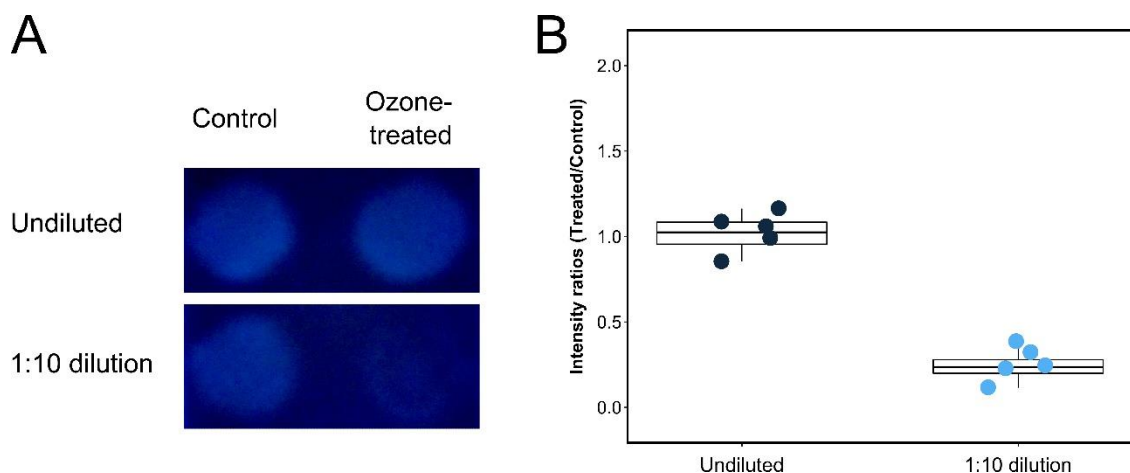 A
Control
Ozone-
treated
Undiluted
1:10 dilution
B
Intensity ratios (Treated/Control)
2.0
1.5
1.0
0.5
0.0
Undiluted
1:10 dilution